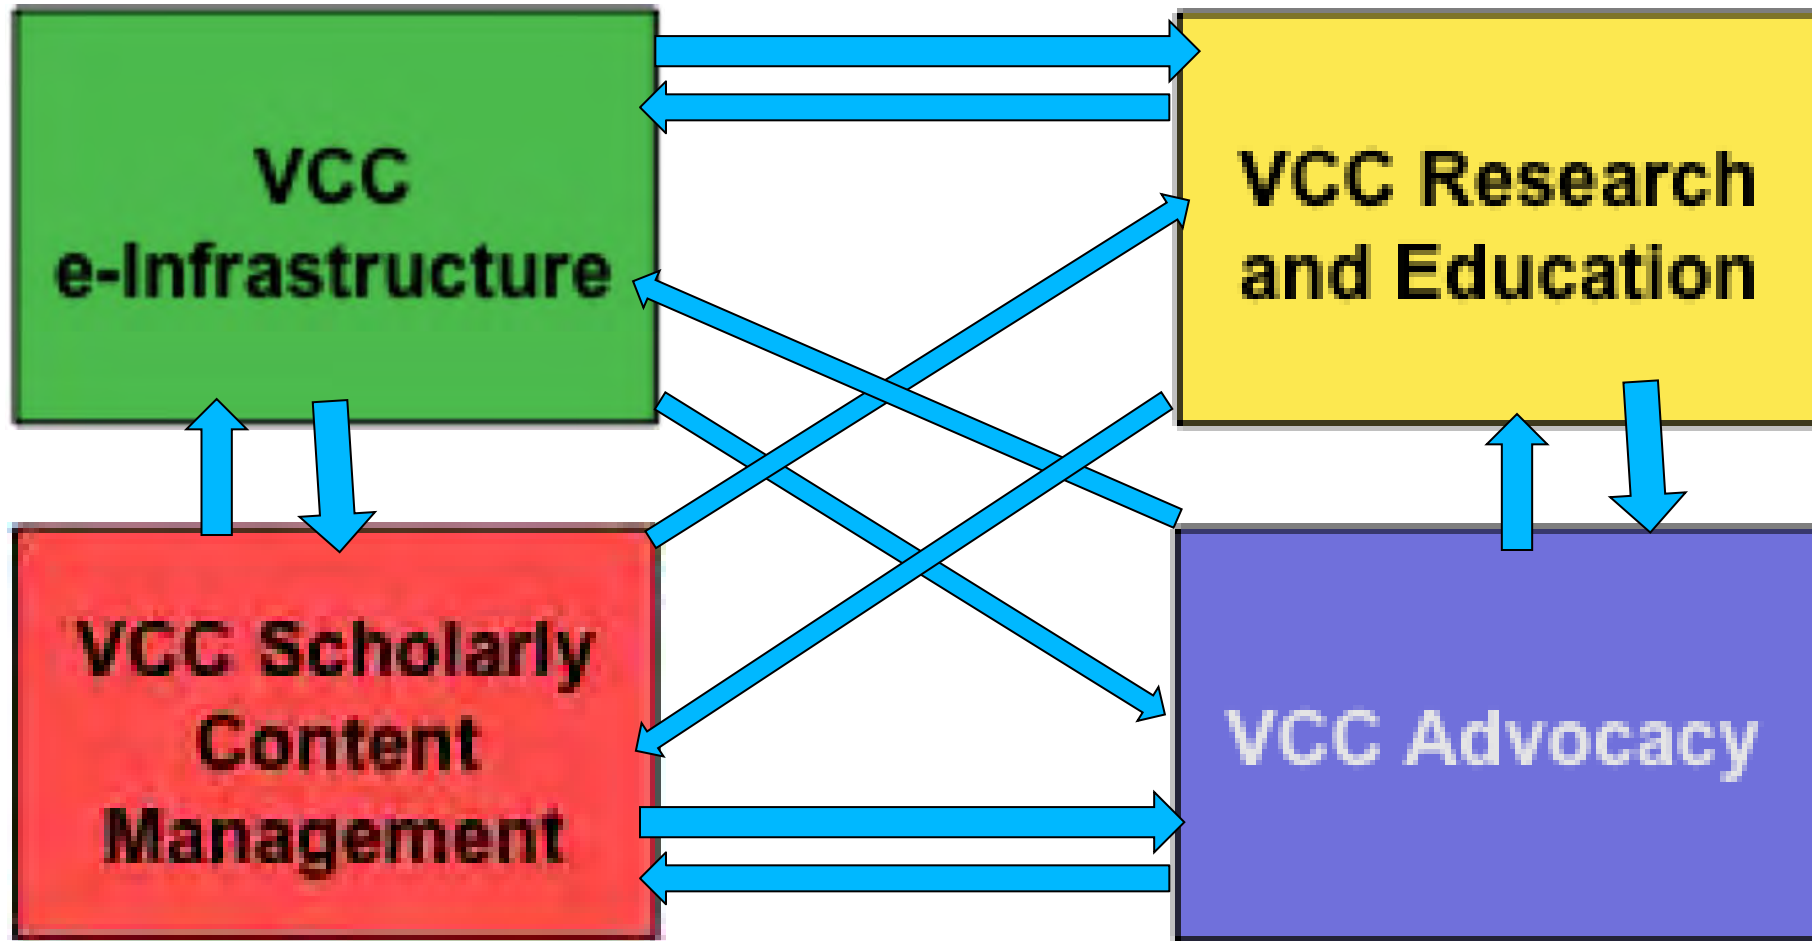 VCC
e-Infrastructure
VCC Research
and Education
VCC Scholarly
Content
Management
VCC Advocacy